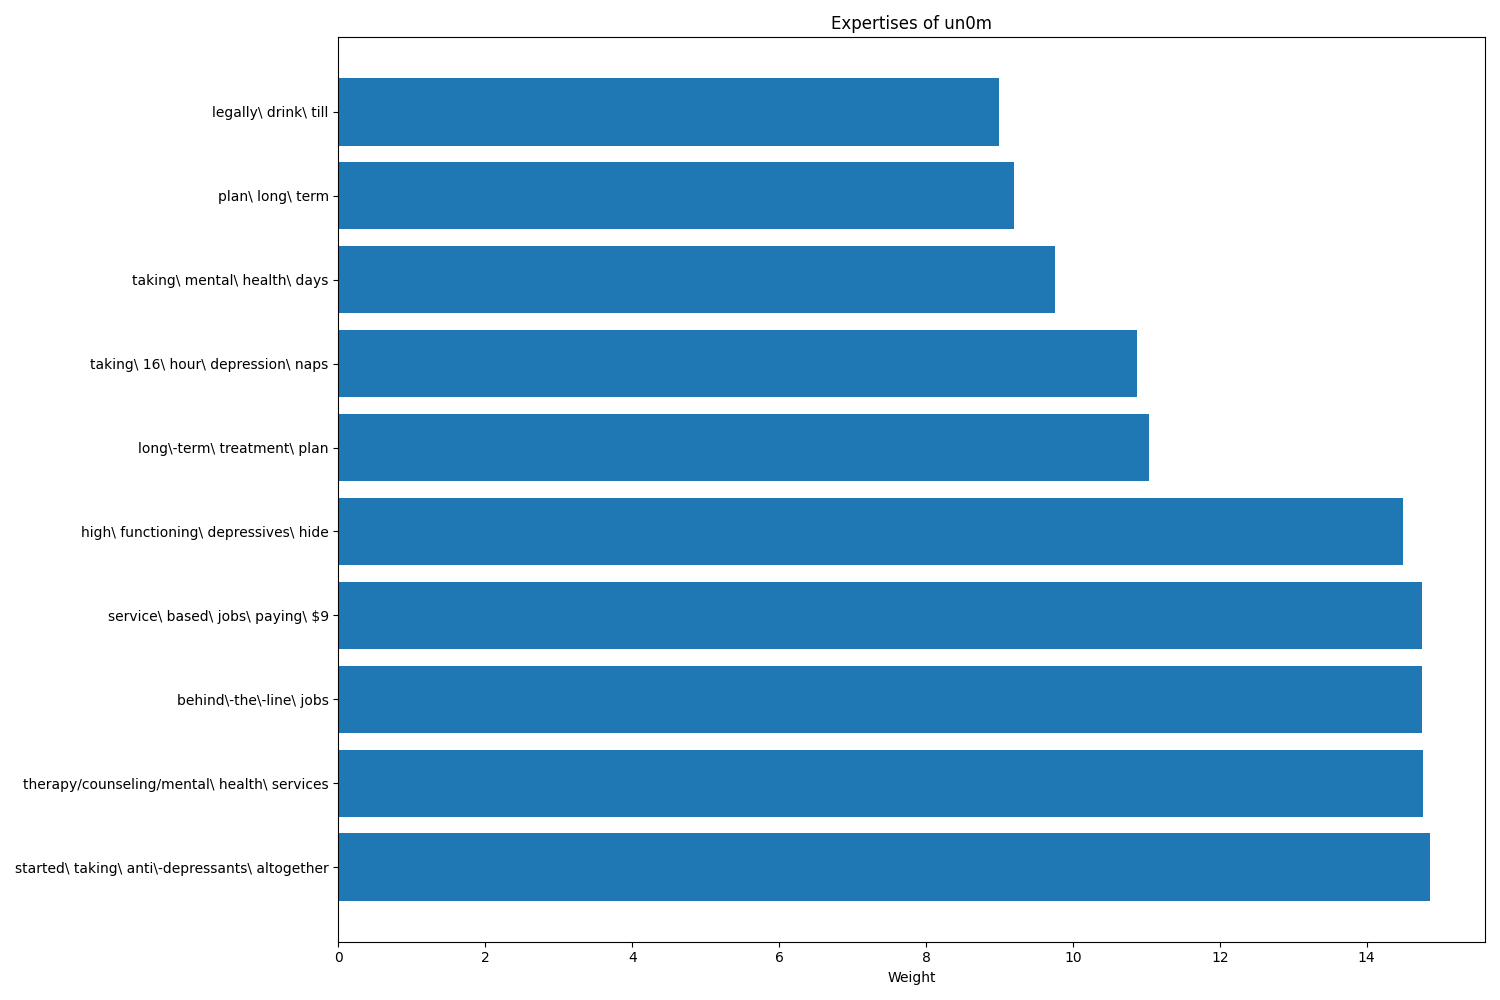 Expertises of un0m
legally\ drink\ till
plan\ long\ term
taking\ mental\ health\ days
taking\ 16\ hour\ depression\ naps
long\-term\ treatment\ plan
high\ functioning\ depressives\ hide
service\ based\ jobs\ paying\ $9
behind\-the\-line\ jobs
therapy/counseling/mental\ health\ services
started\ taking\ anti\-depressants\ altogether
0 2 4 6 8 10 12 14
Weight